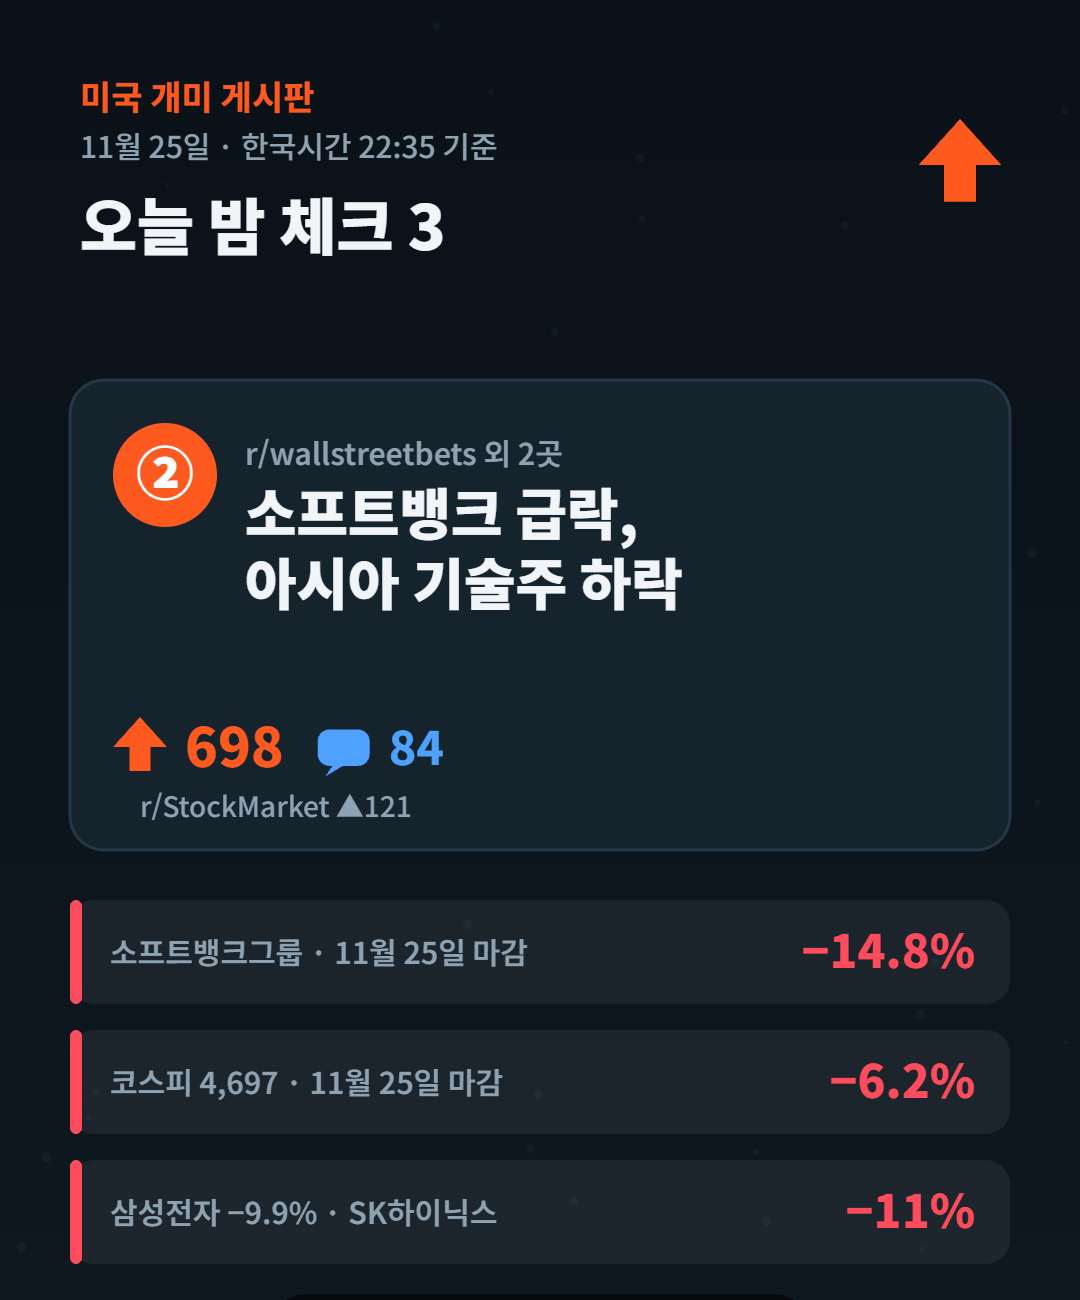 미국 개미 게시판
11월 25일 · 한국시간 22:35 기준
오늘 밤 체크 3
②
r/wallstreetbets 외 2곳
소프트뱅크 급락,
아시아 기술주 하락
698 84
r/StockMarket ▲121
소프트뱅크그룹 · 11월 25일 마감 −14.8%
코스피 4,697 · 11월 25일 마감 −6.2%
삼성전자 −9.9% · SK하이닉스 −11%